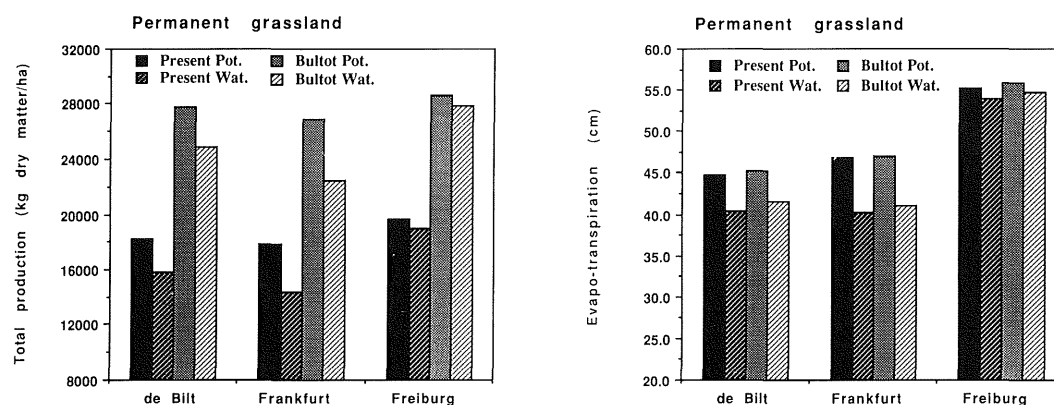 Permanent grassland
Total production (kg dry matter/ha)
32000
28000
24000
20000
16000
12000
8000
Present Pot.
Bultot Pot.
Present Wat.
Bultot Wat.
de Bilt
Frankfurt
Freiburg
Permanent grassland
Evapo-transpiration (cm)
60.0
55.0
50.0
45.0
40.0
35.0
30.0
25.0
20.0
Present Pot.
Bultot Pot.
Present Wat.
Bultot Wat.
de Bilt
Frankfurt
Freiburg